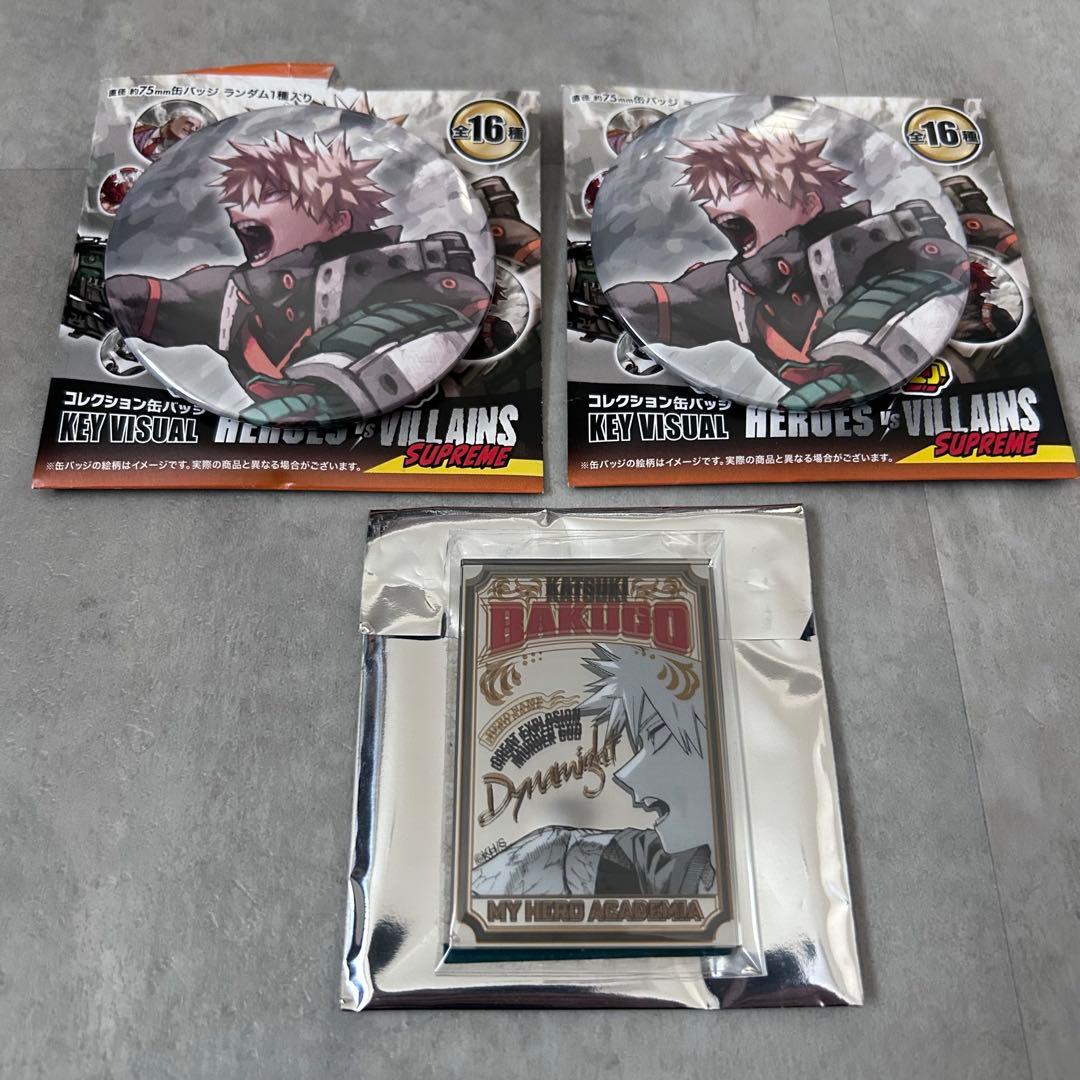 直径 約75mm缶バッジ ランダム1種入り
全16種
コレクション缶バッジ
KEY VISUAL
HEROES VS VILLAINS
SUPREME
※缶バッジの絵柄はイメージです。実際の商品と異なる場合がございます。
直径 約75mm缶バッジ
全16種
コレクション缶バッジ
KEY VISUAL
HEROES VS VILLAINS
SUPREME
※缶バッジの絵柄はイメージです。実際の商品と異なる場合がございます。
KATSUKI
BAKUGO
HERO NAME
GREAT EXPLOSION
MURDER GOD
Dynamight
©KH/S
MY HERO ACADEMIA